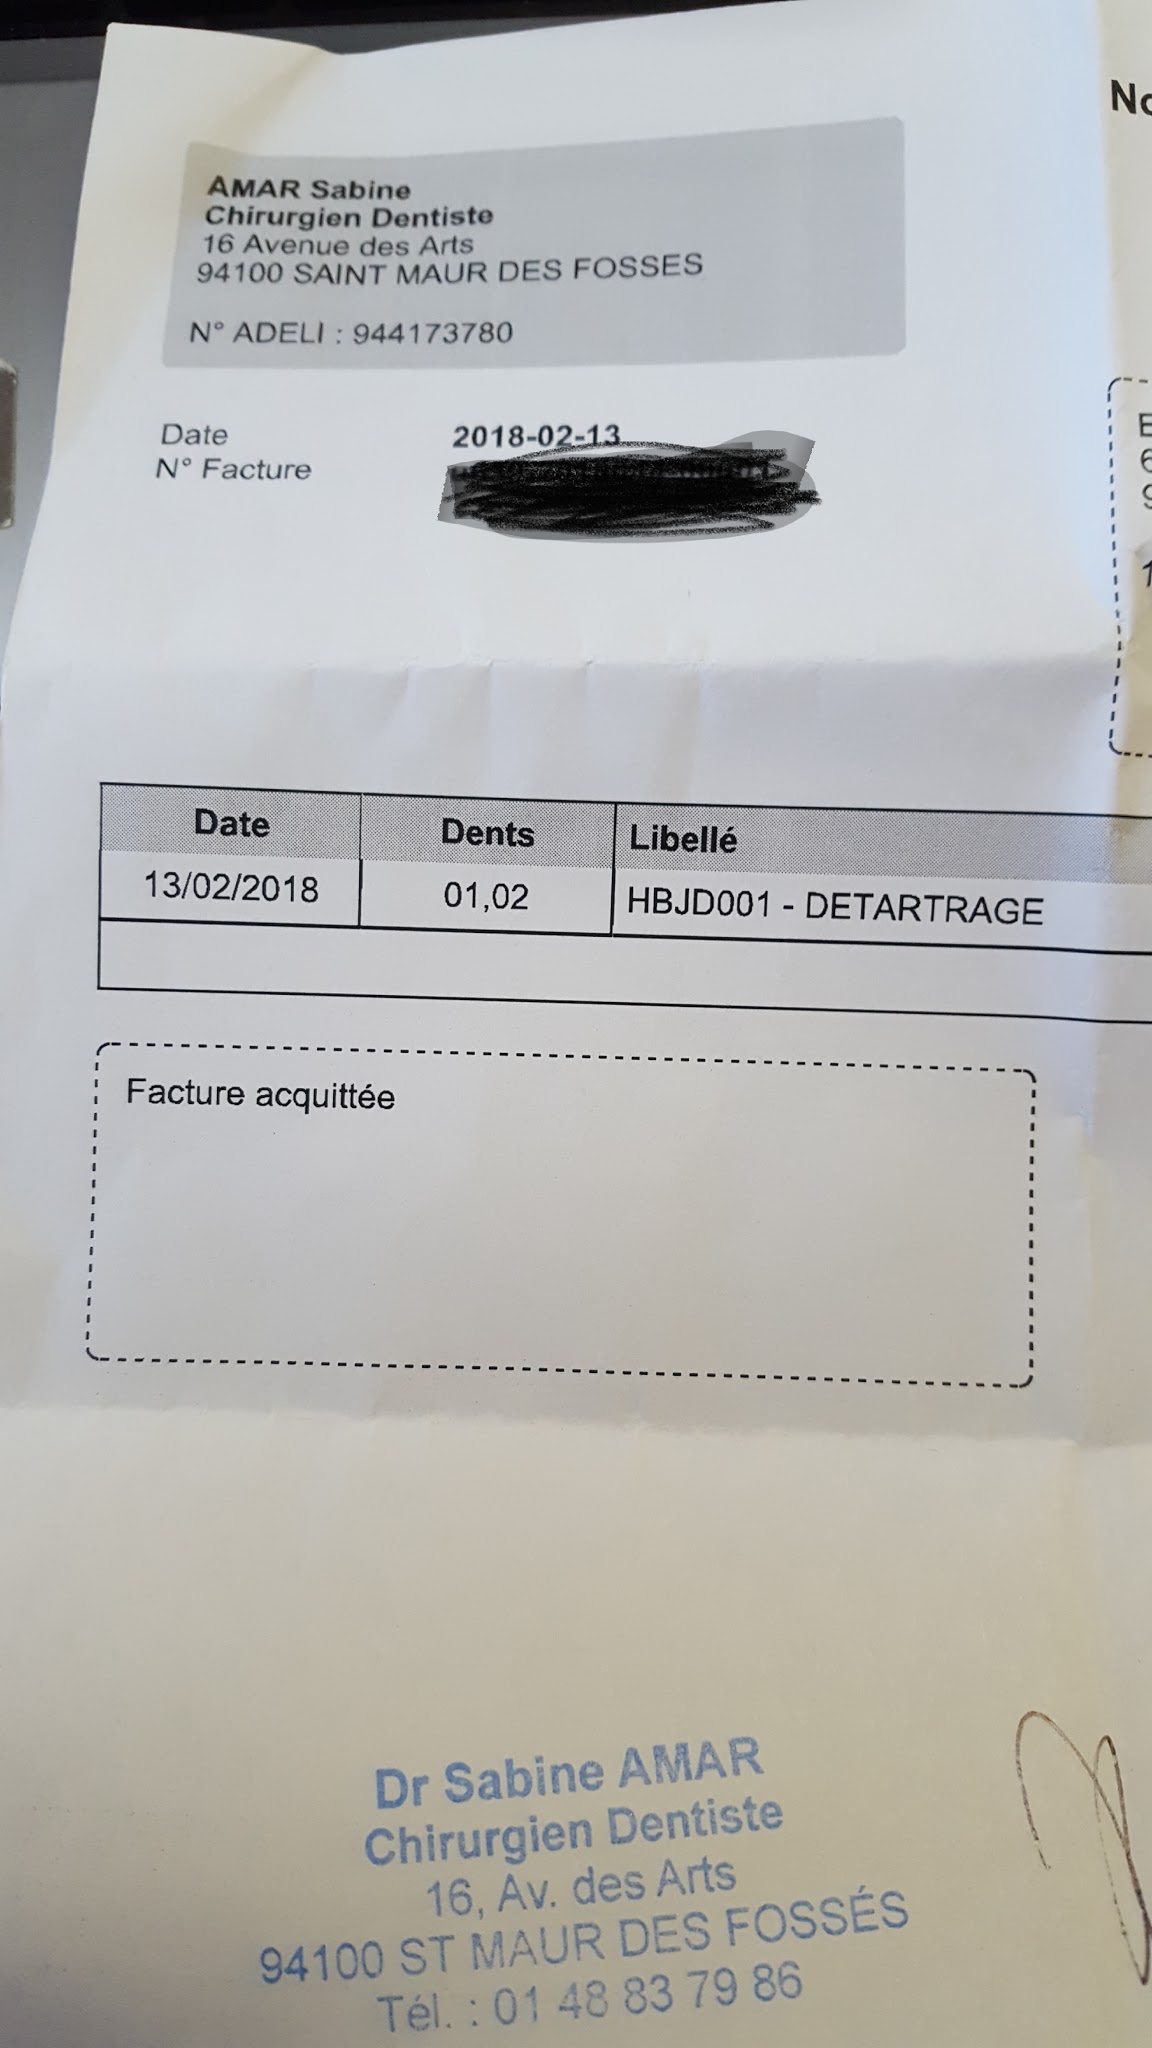 No
AMAR Sabine
Chirurgien Dentiste
16 Avenue des Arts
94100 SAINT MAUR DES FOSSES
N° ADELI : 944173780
Date 2018-02-13
N° Facture
Date Dents Libellé
13/02/2018 01,02 HBJD001 - DETARTRAGE
Facture acquittée
Dr Sabine AMAR
Chirurgien Dentiste
16, Av. des Arts
94100 ST MAUR DES FOSSÉS
Tél. : 01 48 83 79 86